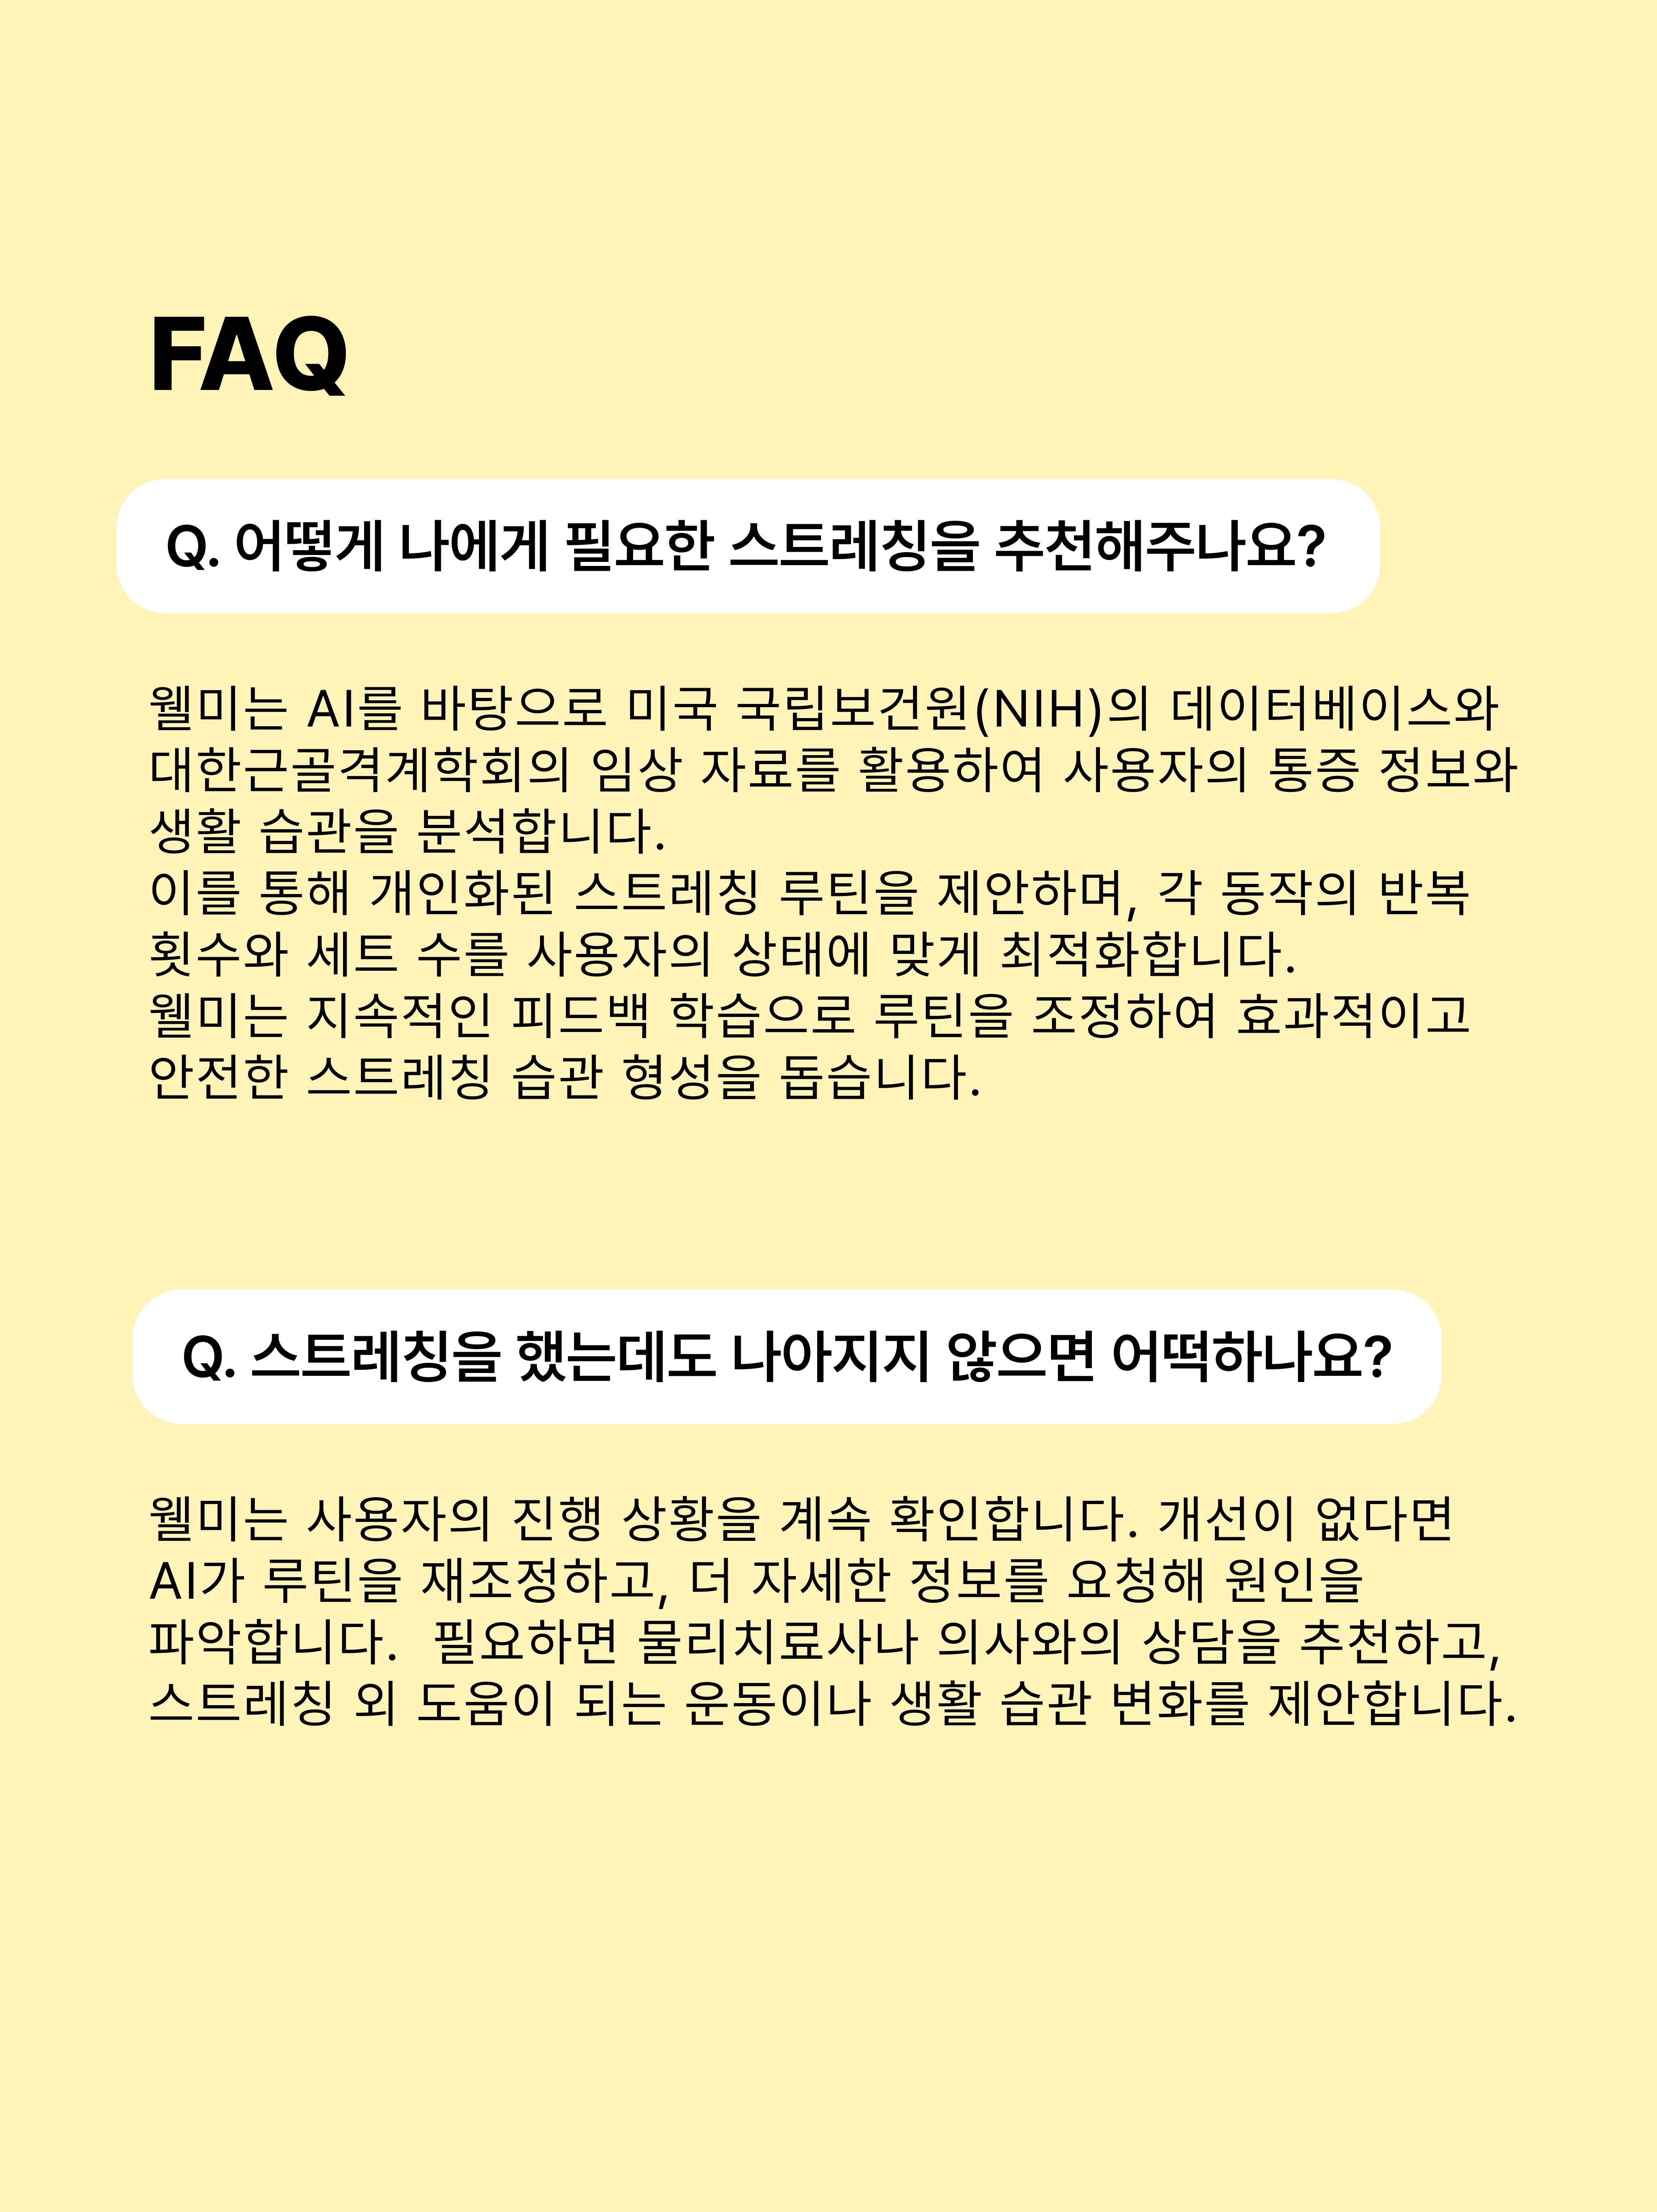 FAQ
Q. 어떻게 나에게 필요한 스트레칭을 추천해주나요?
웰미는 AI를 바탕으로 미국 국립보건원(NIH)의 데이터베이스와
대한근골격계학회의 임상 자료를 활용하여 사용자의 통증 정보와
생활 습관을 분석합니다.
이를 통해 개인화된 스트레칭 루틴을 제안하며, 각 동작의 반복
횟수와 세트 수를 사용자의 상태에 맞게 최적화합니다.
웰미는 지속적인 피드백 학습으로 루틴을 조정하여 효과적이고
안전한 스트레칭 습관 형성을 돕습니다.
Q. 스트레칭을 했는데도 나아지지 않으면 어떡하나요?
웰미는 사용자의 진행 상황을 계속 확인합니다. 개선이 없다면
AI가 루틴을 재조정하고, 더 자세한 정보를 요청해 원인을
파악합니다.  필요하면 물리치료사나 의사와의 상담을 추천하고,
스트레칭 외 도움이 되는 운동이나 생활 습관 변화를 제안합니다.